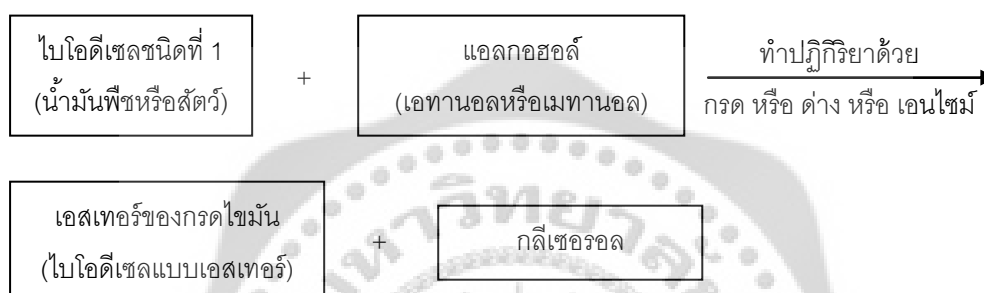 ไบโอดีเซลชนิดที่ 1
(น้ำมันพืชหรือสัตว์)
+
แอลกอฮอล์
(เอทานอลหรือเมทานอล)
ทำปฏิกิริยาด้วย
กรด หรือ ด่าง หรือ เอนไซม์
เอสเทอร์ของกรดไขมัน
(ไบโอดีเซลแบบเอสเทอร์)
+
กลีเซอรอล